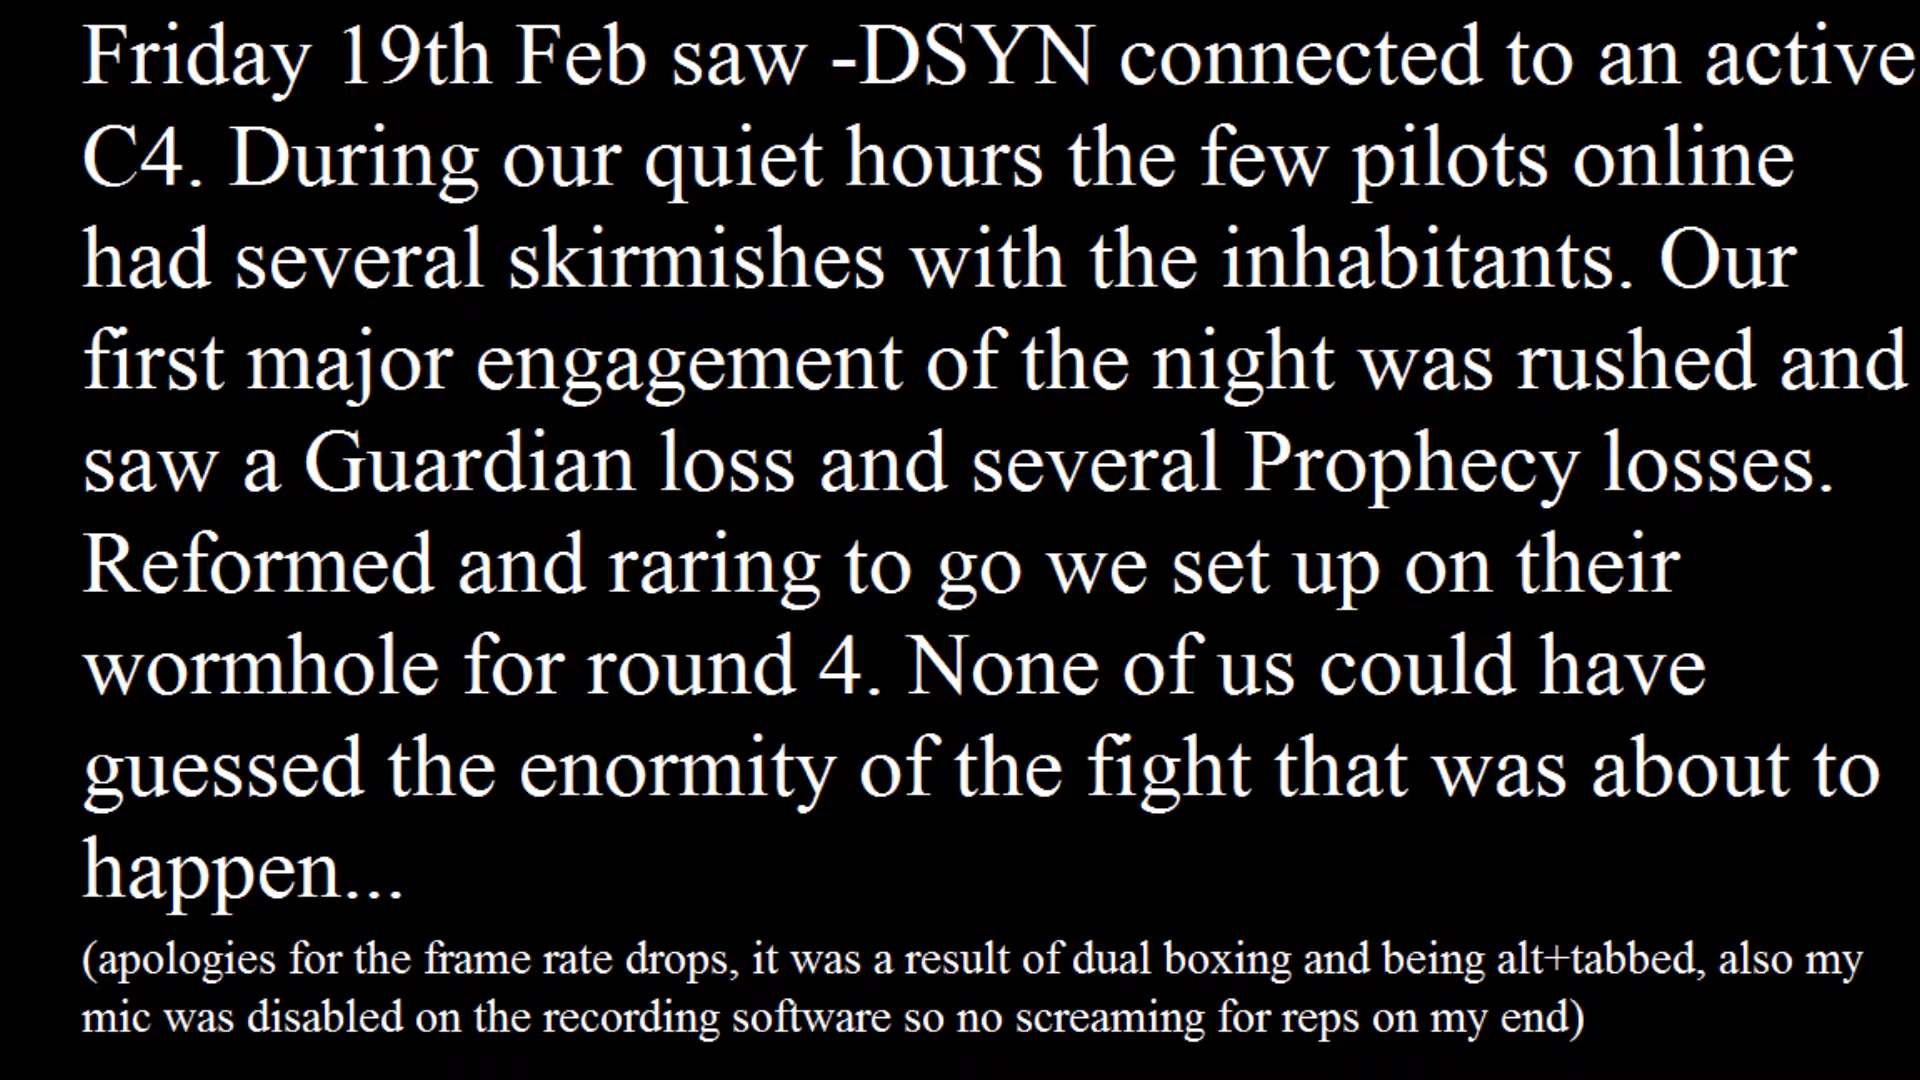 Friday 19th Feb saw -DSYN connected to an active
C4. During our quiet hours the few pilots online
had several skirmishes with the inhabitants. Our
first major engagement of the night was rushed and
saw a Guardian loss and several Prophecy losses.
Reformed and raring to go we set up on their
wormhole for round 4. None of us could have
guessed the enormity of the fight that was about to
happen...
(apologies for the frame rate drops, it was a result of dual boxing and being alt+tabbed, also my
mic was disabled on the recording software so no screaming for reps on my end)